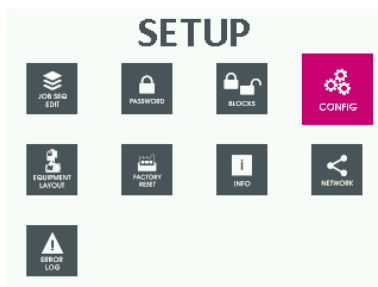 SETUP
JOB SEQ
EDIT
PASSWORD
BLOCKS
CONFIG
EQUIPMENT
LAYOUT
FACTORY
RESET
i
INFO
NETWORK
ERROR
LOG